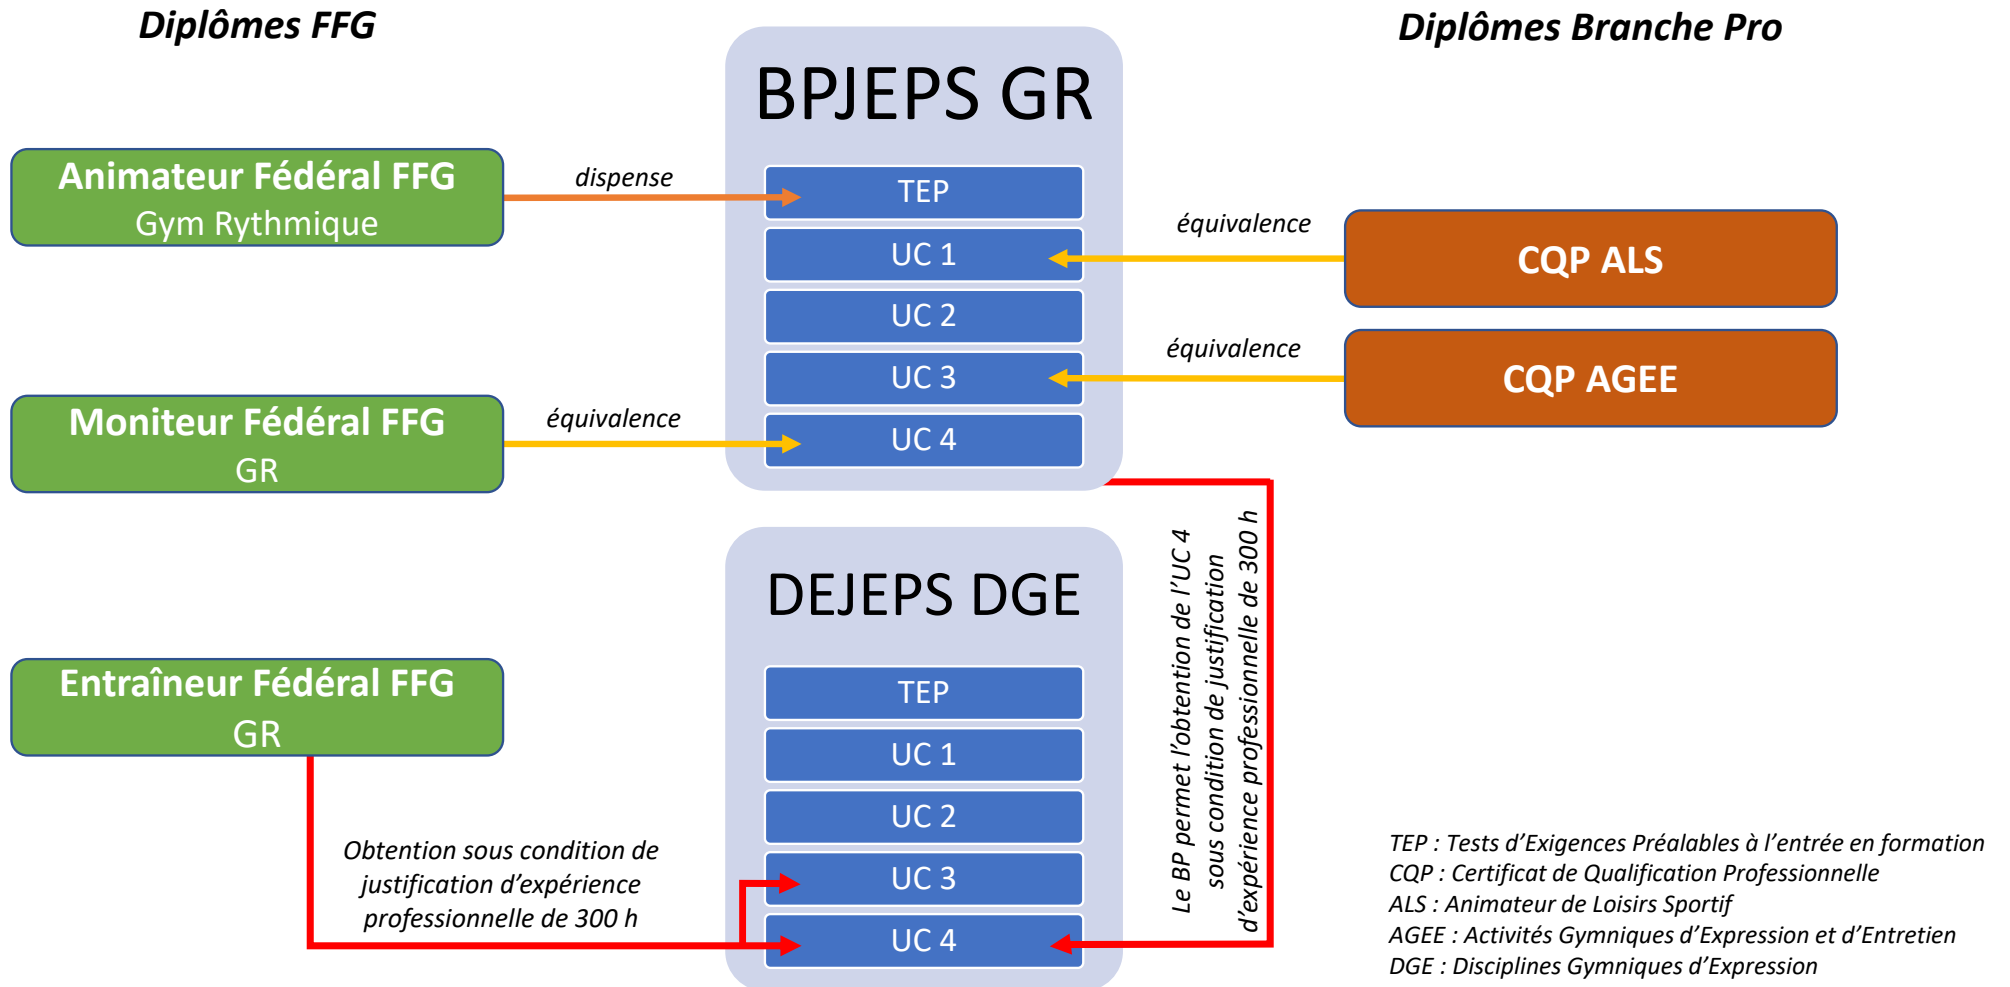 Diplômes FFG
Diplômes Branche Pro
BPJEPS GR
Animateur Fédéral FFG
Gym Rythmique
dispense
TEP
UC 1
équivalence
CQP ALS
UC 2
UC 3
équivalence
CQP AGEE
Moniteur Fédéral FFG
GR
équivalence
UC 4
Le BP permet l'obtention de l'UC 4
sous condition de justification
d'expérience professionnelle de 300 h
DEJEPS DGE
Entraîneur Fédéral FFG
GR
TEP
UC 1
UC 2
UC 3
UC 4
Obtention sous condition de
justification d'expérience
professionnelle de 300 h
TEP : Tests d'Exigences Préalables à l'entrée en formation
CQP : Certificat de Qualification Professionnelle
ALS : Animateur de Loisirs Sportif
AGEE : Activités Gymniques d'Expression et d'Entretien
DGE : Disciplines Gymniques d'Expression